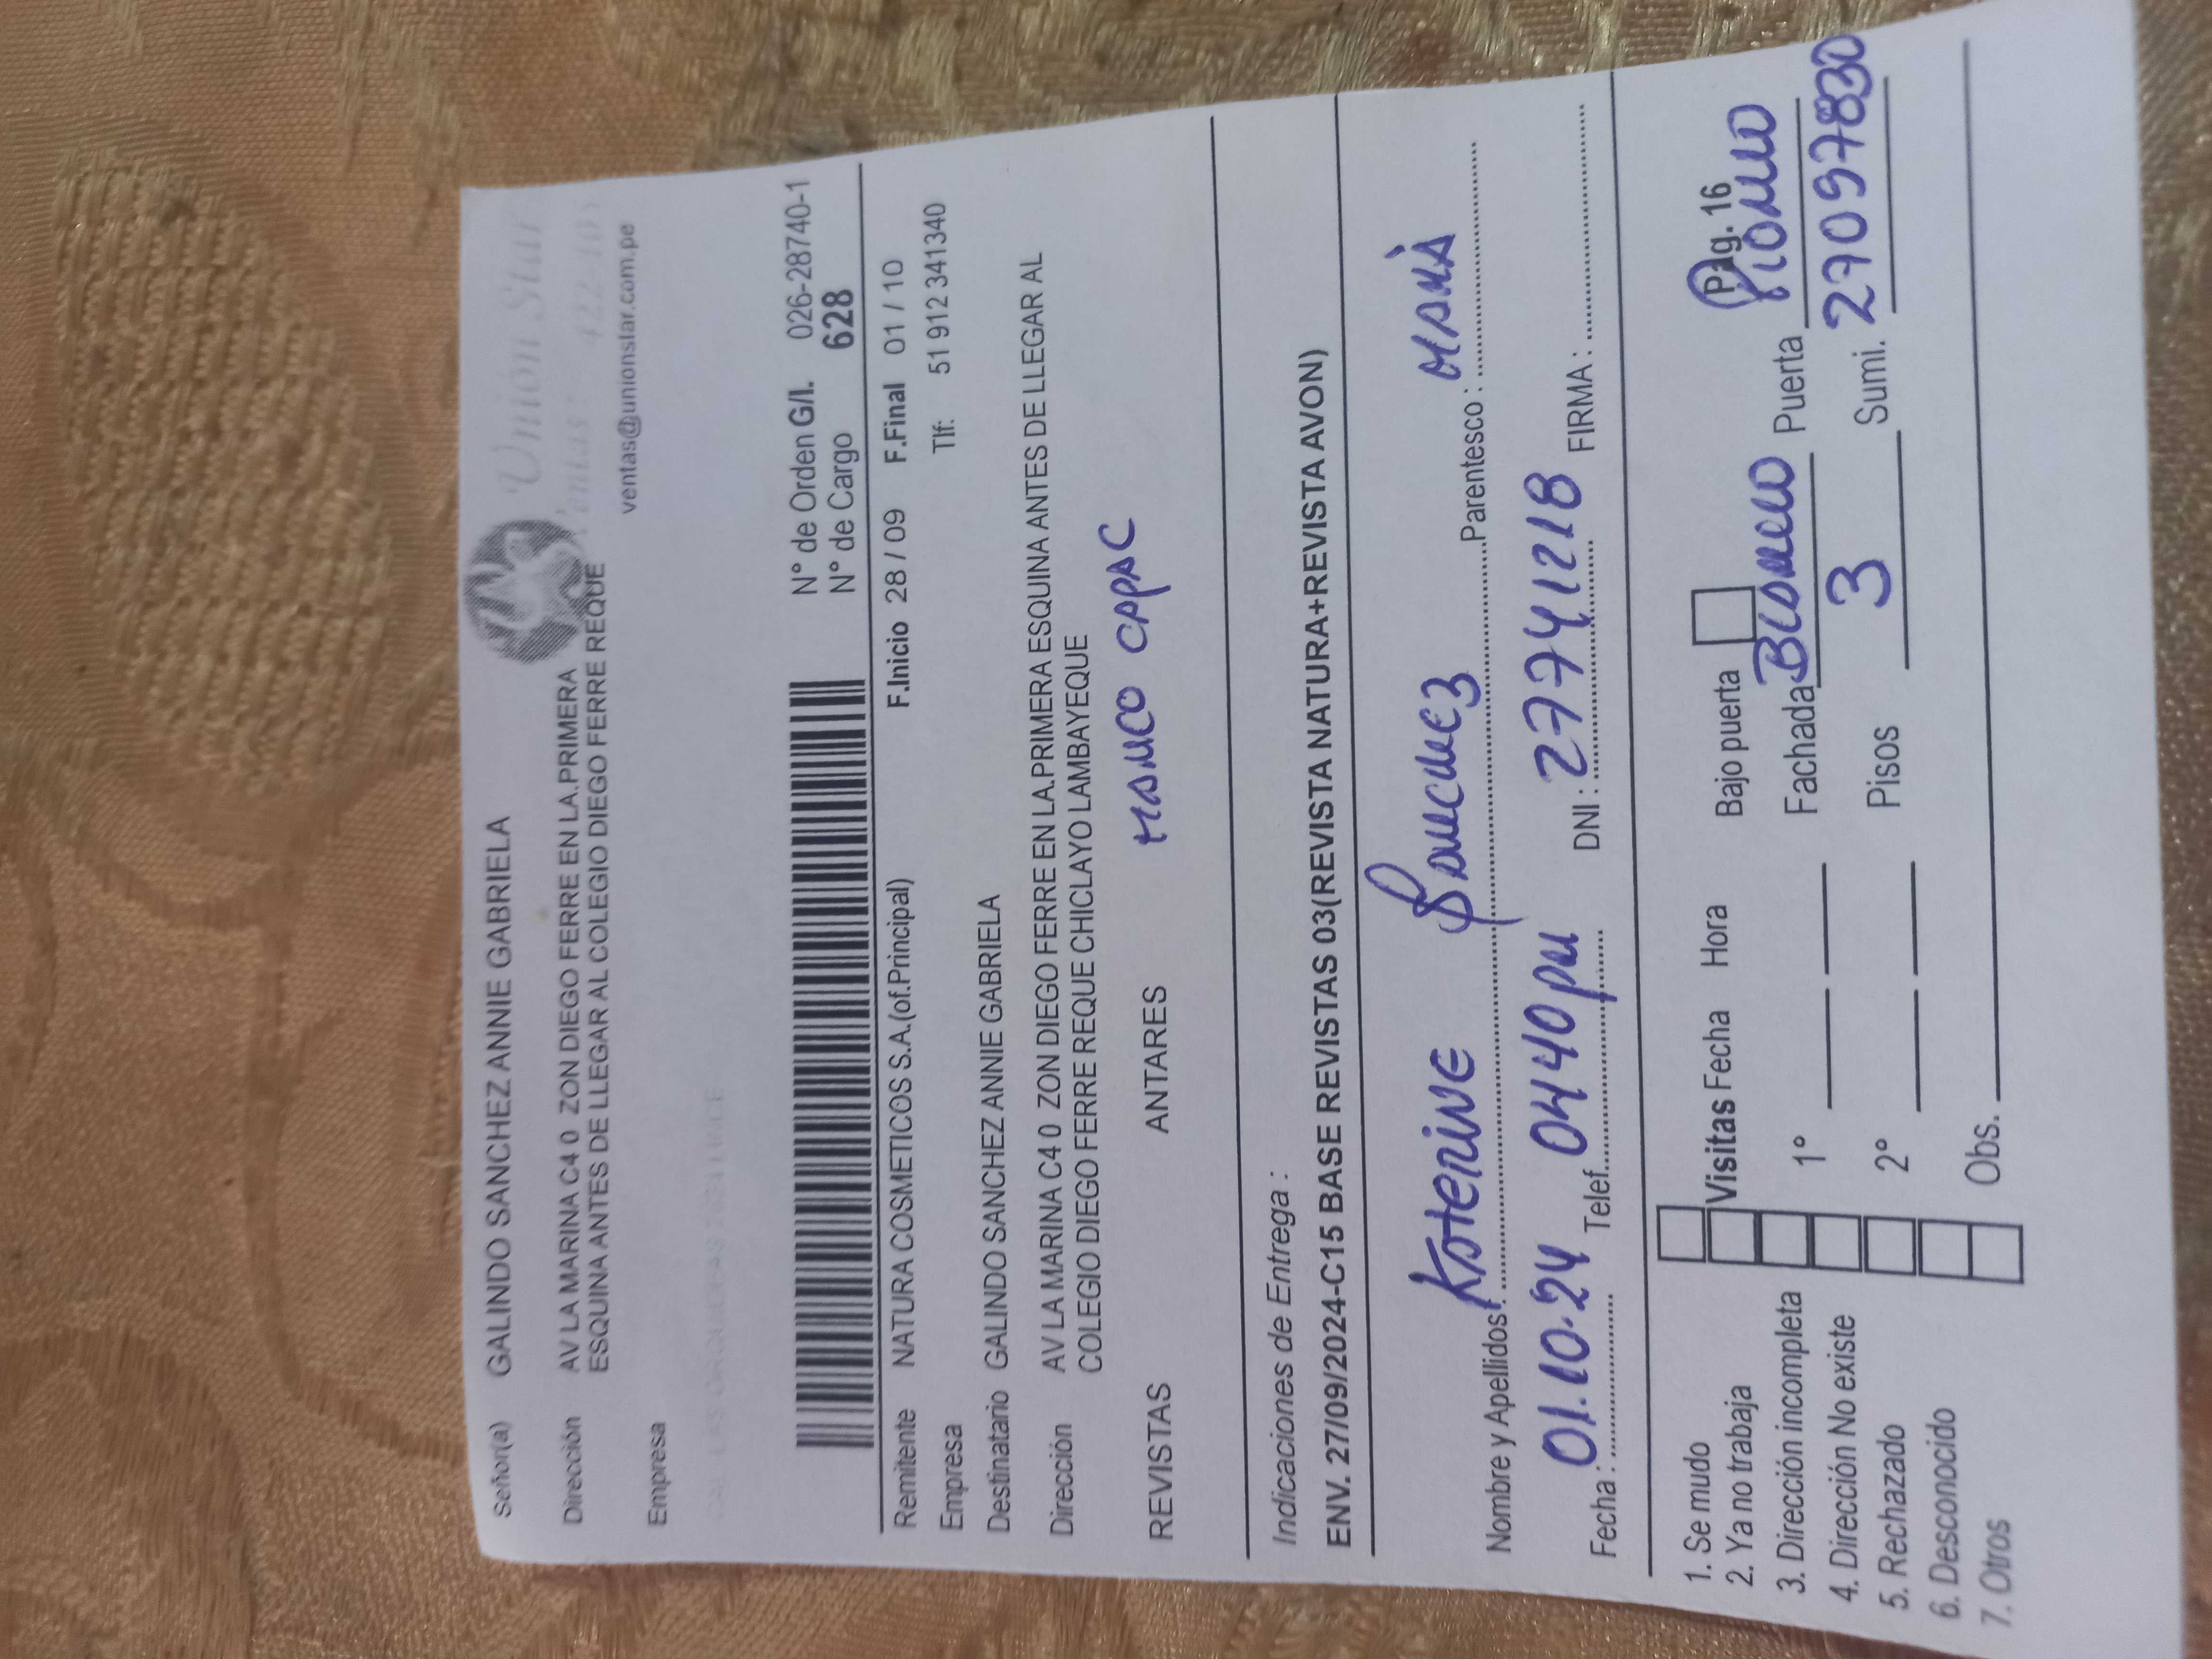 Señor(a) GALINDO SANCHEZ ANNIE GABRIELA
Union Star
Dirección AV LA MARINA C4 0 ZON DIEGO FERRE EN LA.PRIMERA
ESQUINA ANTES DE LLEGAR AL COLEGIO DIEGO FERRE REQUE
ventas@unionstar.com.pe
Empresa
N° de Orden G/I. 026-28740-1
N° de Cargo 628
Remitente NATURA COSMETICOS S.A.(of.Principal) F.Inicio 28 / 09 F.Final 01 / 10
Empresa Tlf: 51 912 341340
Destinatario GALINDO SANCHEZ ANNIE GABRIELA
Dirección AV LA MARINA C4 0 ZON DIEGO FERRE EN LA.PRIMERA ESQUINA ANTES DE LLEGAR AL
COLEGIO DIEGO FERRE REQUE CHICLAYO LAMBAYEQUE
REVISTAS ANTARES Manco Capac
Indicaciones de Entrega :
ENV. 27/09/2024-C15 BASE REVISTAS 03(REVISTA NATURA+REVISTA AVON)
Nombre y Apellidos: Katerine Sanchez Parentesco : Mamá
Fecha : 01.10.24 Telef. 04:40pm DNI : 27741218 FIRMA :
1. Se mudo
2. Ya no trabaja Visitas Fecha Hora Bajo puerta Pág. 16
3. Dirección incompleta 1° Fachada Blanco Puerta
4. Dirección No existe
5. Rechazado 2° Pisos 3 Sumi. 27097830
6. Desconocido
7. Otros Obs.